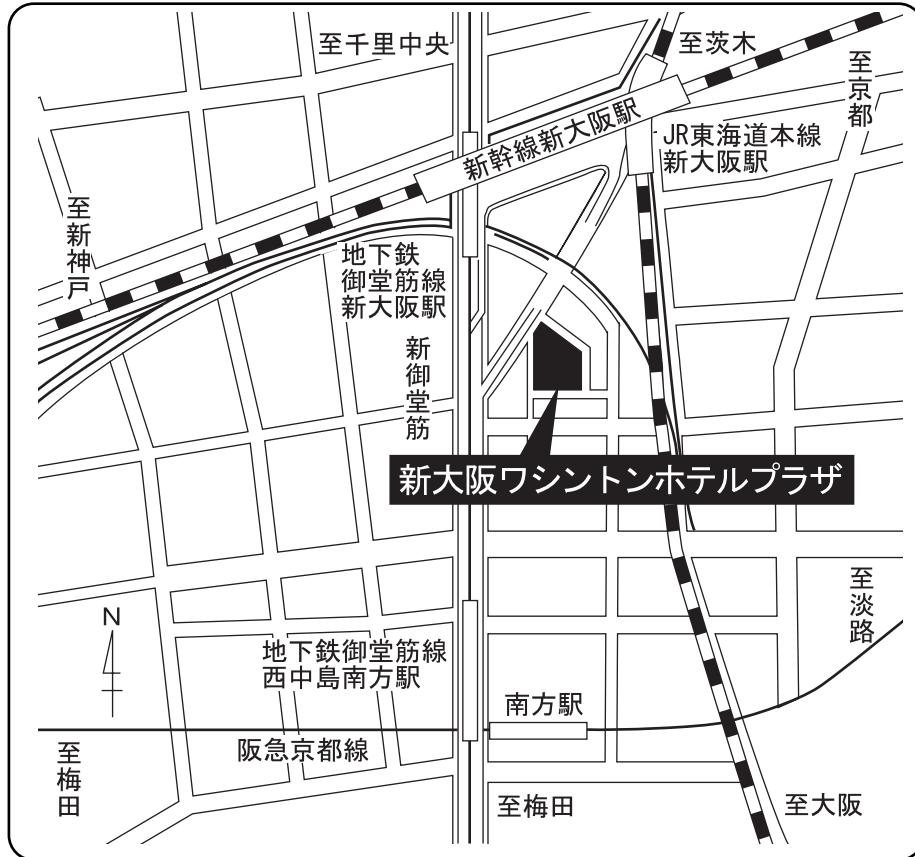 至千里中央
至茨木
至京都
新幹線新大阪駅
JR東海道本線
新大阪駅
至新神戸
地下鉄
御堂筋線
新大阪駅
新御堂筋
新大阪ワシントンホテルプラザ
N
至淡路
地下鉄御堂筋線
西中島南方駅
南方駅
阪急京都線
至梅田
至梅田
至大阪